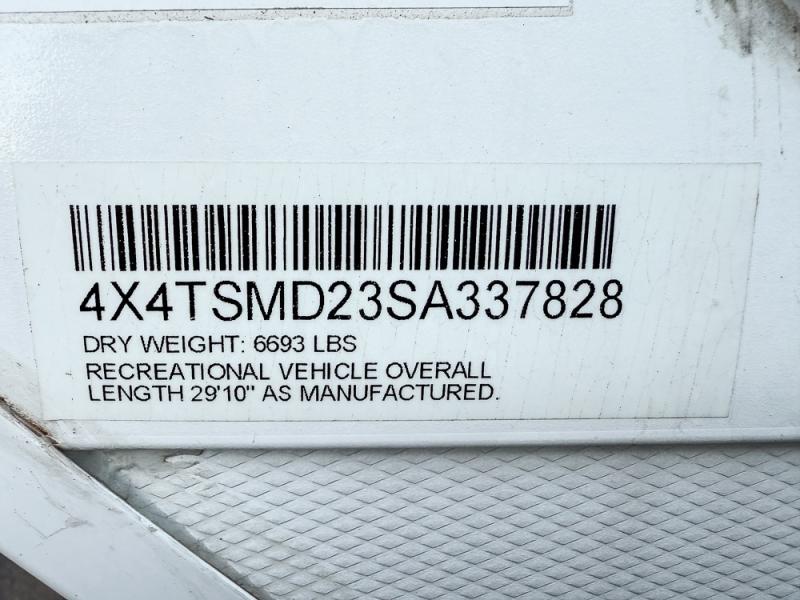 4X4TSMD23SA337828
DRY WEIGHT: 6693 LBS
RECREATIONAL VEHICLE OVERALL
LENGTH 29'10" AS MANUFACTURED.